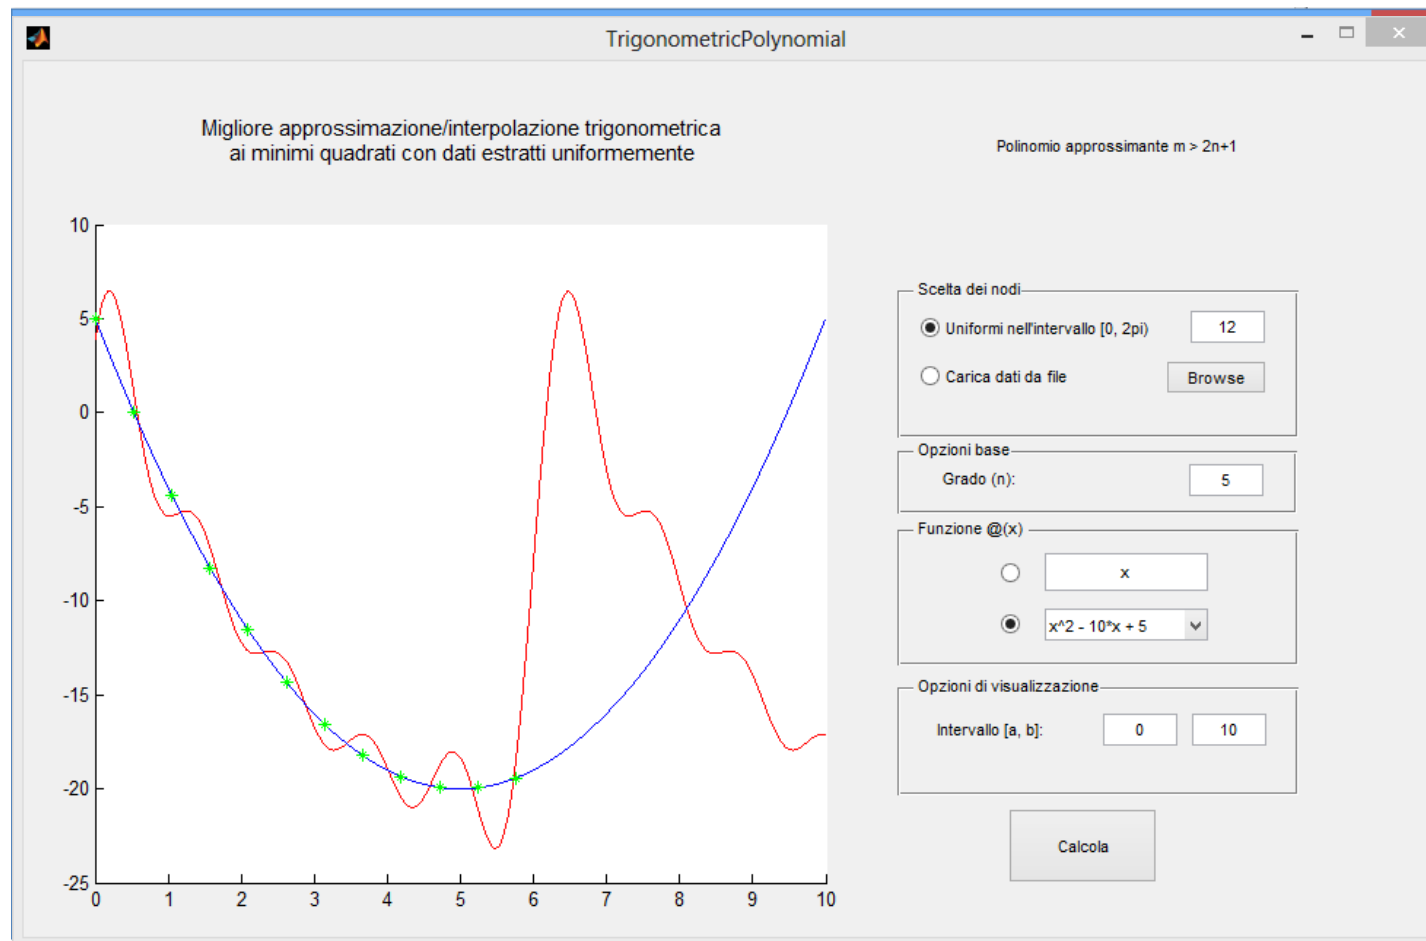 TrigonometricPolynomial
Migliore approssimazione/interpolazione trigonometrica
ai minimi quadrati con dati estratti uniformemente
Polinomio approssimante m > 2n+1
10
5
0
-5
-10
-15
-20
-25
0 1 2 3 4 5 6 7 8 9 10
Scelta dei nodi
Uniformi nell'intervallo [0, 2pi) 12
Carica dati da file Browse
Opzioni base
Grado (n): 5
Funzione @(x)
x
x^2 - 10*x + 5
Opzioni di visualizzazione
Intervallo [a, b]: 0 10
Calcola